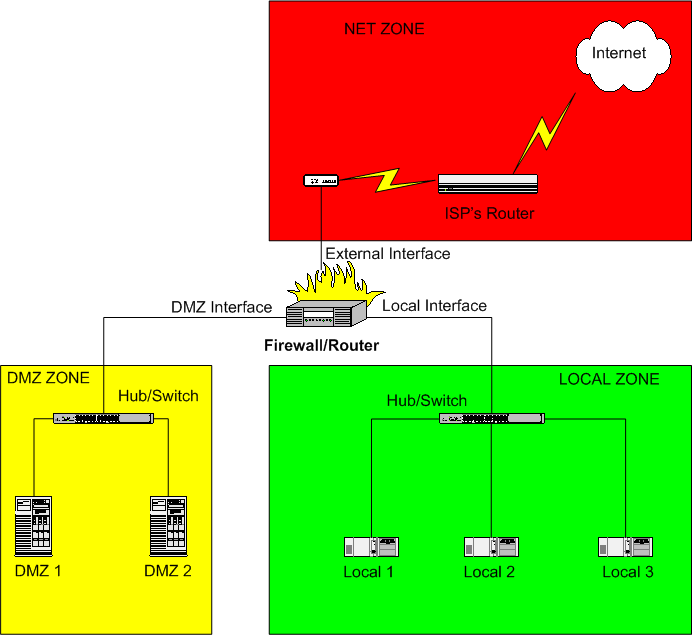 NET ZONE
Internet
ISP's Router
External Interface
DMZ Interface
Local Interface
Firewall/Router
DMZ ZONE
Hub/Switch
DMZ 1
DMZ 2
LOCAL ZONE
Hub/Switch
Local 1
Local 2
Local 3